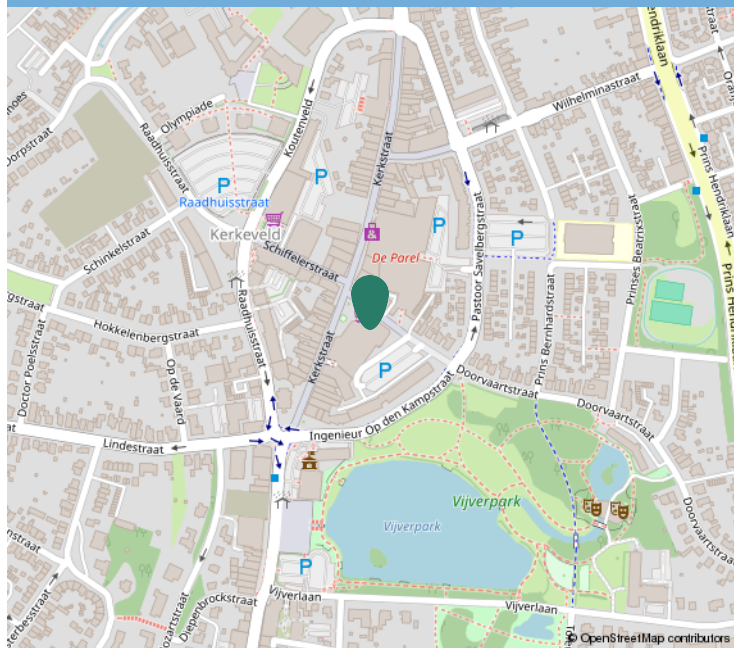 Prins Hendriklaan
Wilhelminastraat
Olympiade
Koutenveld
Kerkstraat
Dorpstraat
Raadhuisstraat
P
P
Raadhuisstraat
Kerkeveld
P
P
De Parel
Pastoor Savelbergstraat
Prinses Beatrixstraat
Prins Hendriklaan
Schiffelerstraat
Schinkelstraat
Prins Bernhardstraat
Hokkelenbergstraat
Raadhuisstraat
Kerkstraat
Doctor Poelsstraat
Op de Vaard
P
Doorvaartstraat
Doorvaartstraat
Ingenieur Op den Kampstraat
Lindestraat
Vijverpark
Vijverpark
Doorvaartstraat
P
Diepenbrockstraat
Vijverlaan
Vijverlaan
© OpenStreetMap contributors